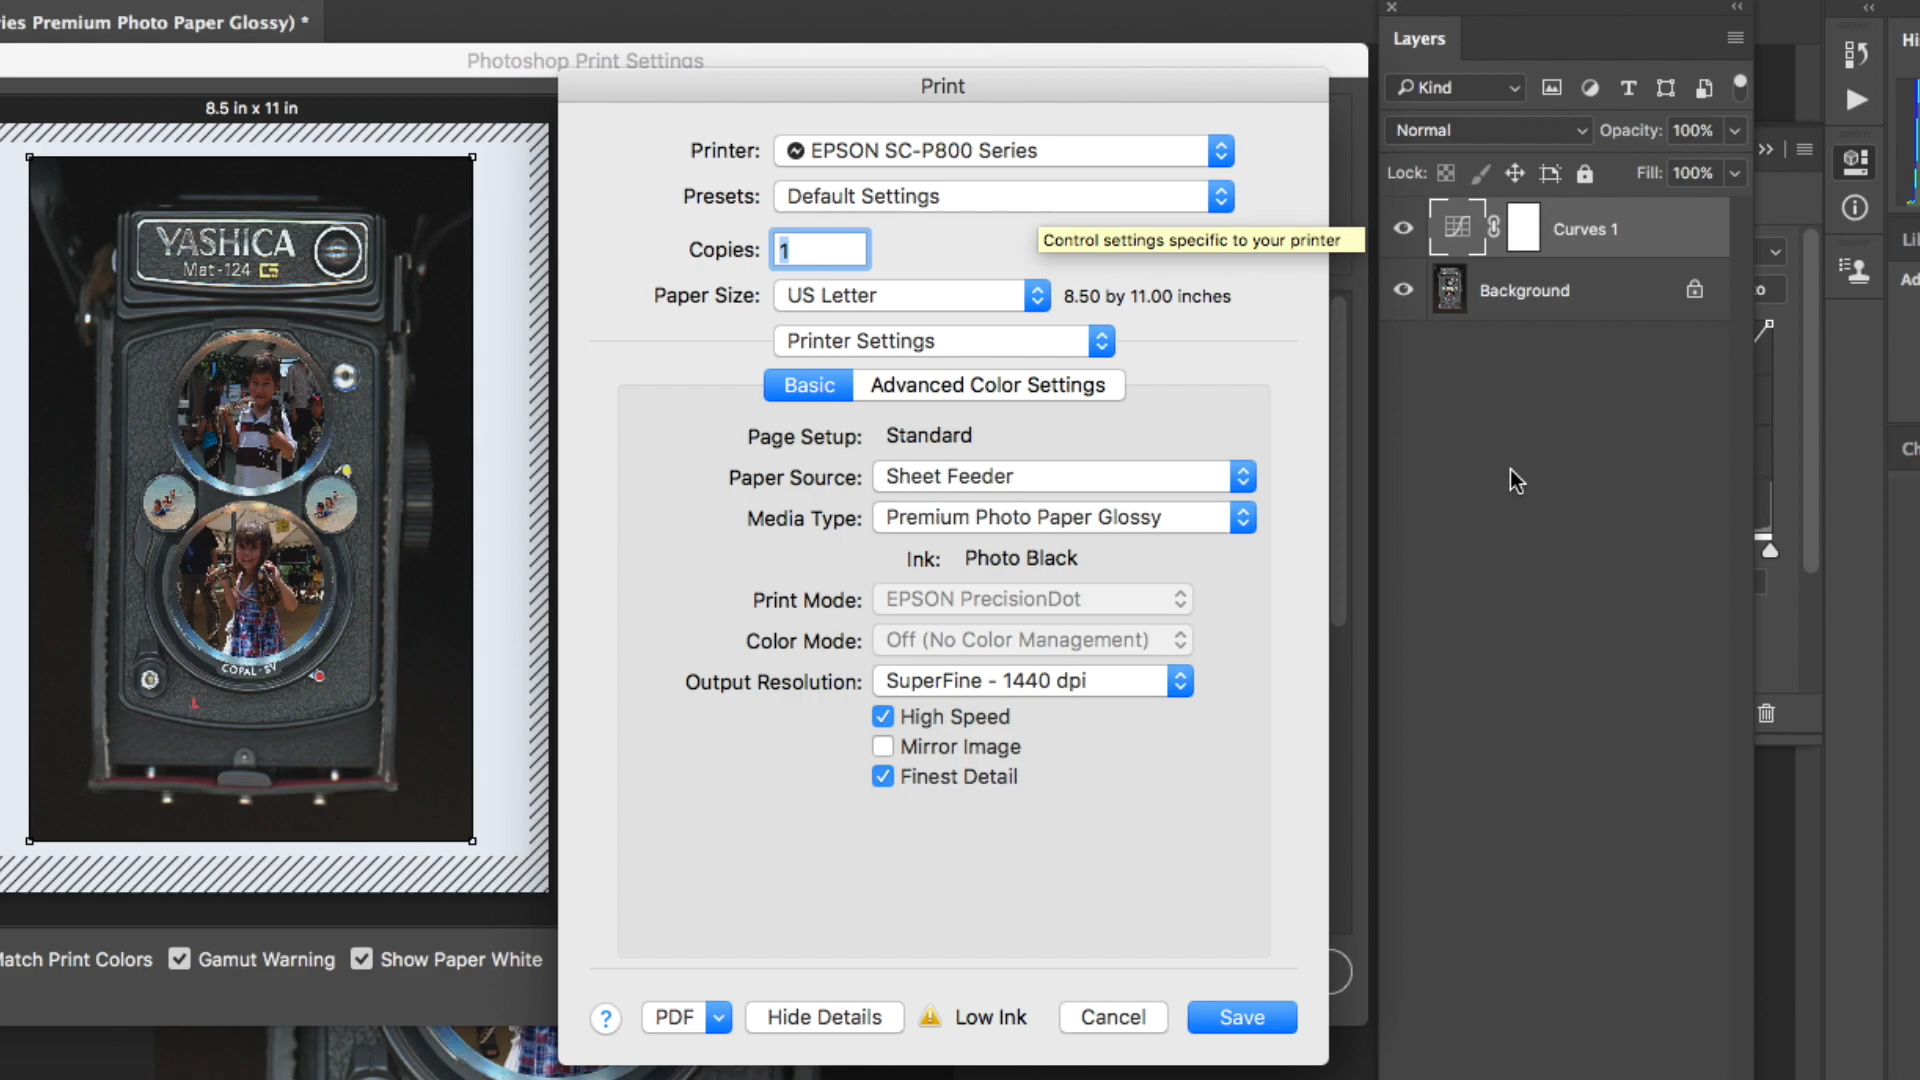 ies Premium Photo Paper Glossy) *
Photoshop Print Settings
8.5 in x 11 in
YASHICA
Mat-124 G
COPAL-SV
L
Match Print Colors
Gamut Warning
Show Paper White
Print
Printer: EPSON SC-P800 Series
Presets: Default Settings
Control settings specific to your printer
Copies: 1
Paper Size: US Letter 8.50 by 11.00 inches
Printer Settings
Basic Advanced Color Settings
Page Setup: Standard
Paper Source: Sheet Feeder
Media Type: Premium Photo Paper Glossy
Ink: Photo Black
Print Mode: EPSON PrecisionDot
Color Mode: Off (No Color Management)
Output Resolution: SuperFine - 1440 dpi
High Speed
Mirror Image
Finest Detail
? PDF Hide Details Low Ink Cancel Save
Layers
Kind
Normal Opacity: 100%
Lock: Fill: 100%
Curves 1
Background